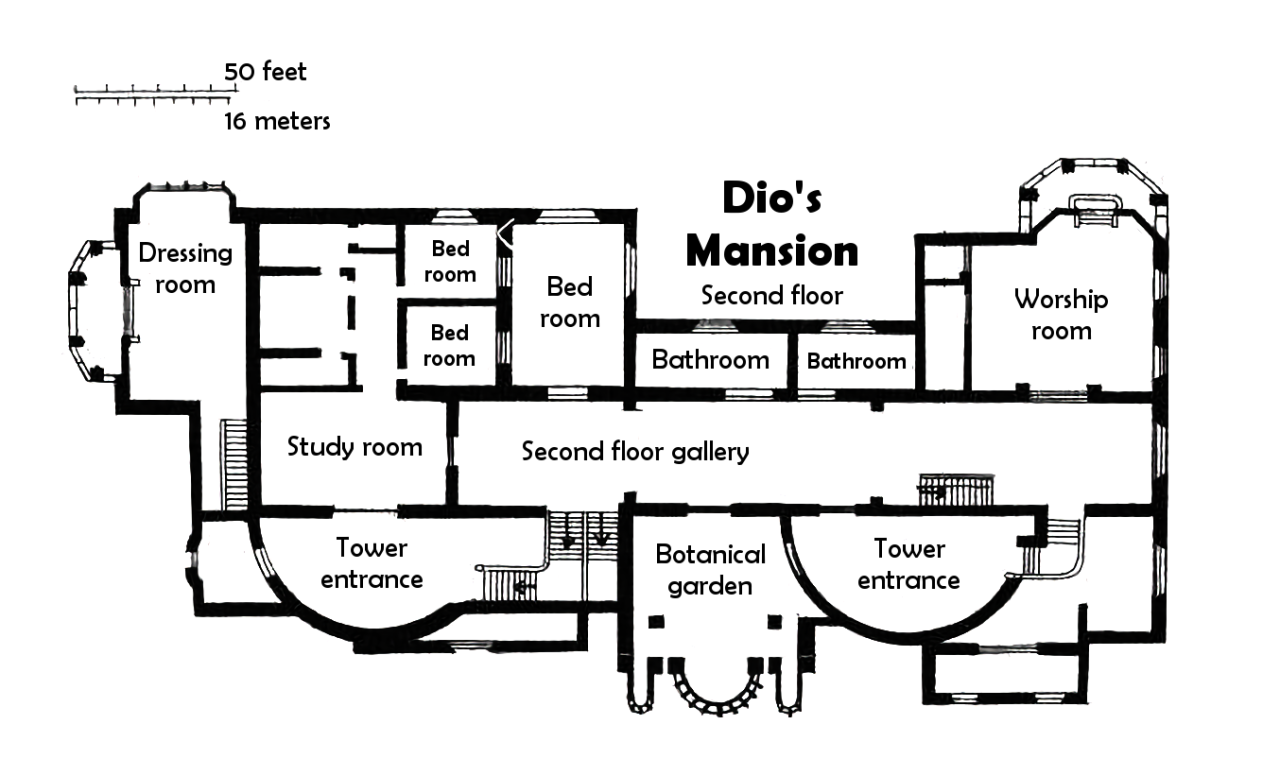 50 feet
16 meters
Dio's
Mansion
Second floor
Dressing
room
Bed
room
Bed
room
Bed
room
Bathroom
Bathroom
Worship
room
Study room
Second floor gallery
Tower
entrance
Botanical
garden
Tower
entrance